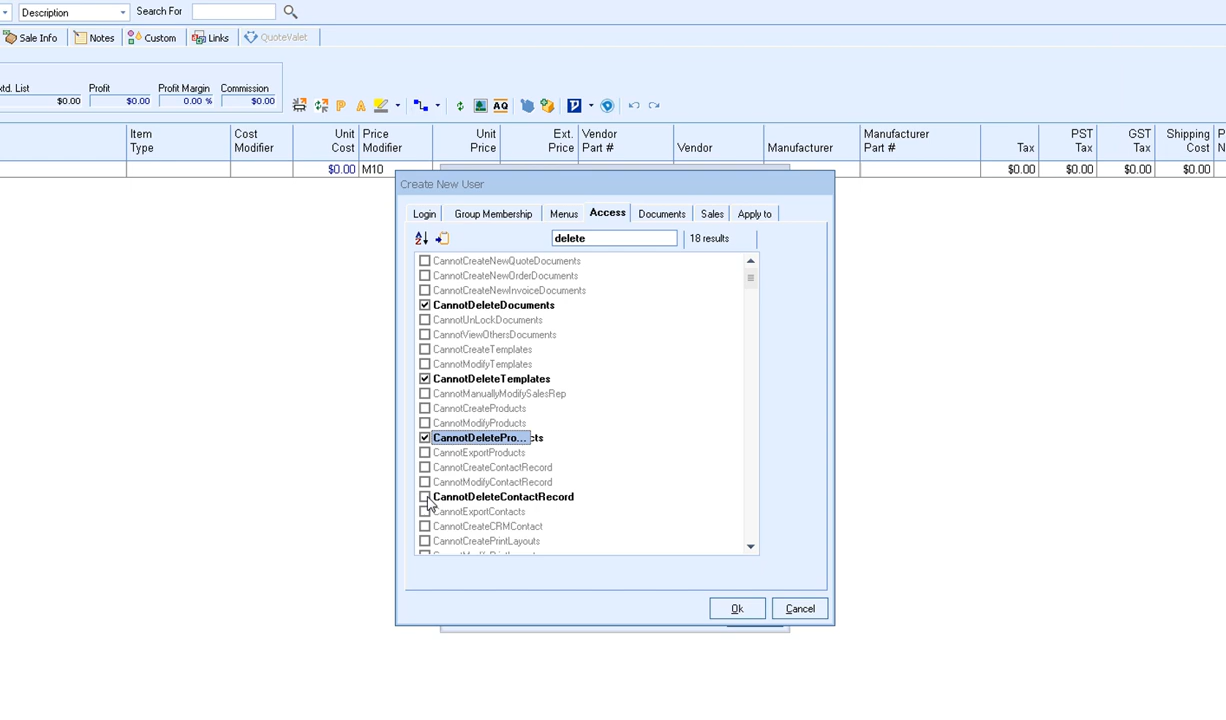 Description Search For
Sale Info Notes Custom Links QuoteValet
xtd. List Profit Profit Margin Commission
$0.00 $0.00 0.00 % $0.00
P A AQ
Item Type Cost Modifier Unit Cost Price Modifier Unit Price Ext. Price Vendor Part # Vendor Manufacturer Manufacturer Part # Tax PST Tax GST Tax Shipping Cost P N
$0.00 M10 $0.00 $0.00 $0.00 $0.00
Create New User
Login Group Membership Menus Access Documents Sales Apply to
delete 18 results
CannotCreateNewQuoteDocuments
CannotCreateNewOrderDocuments
CannotCreateNewInvoiceDocuments
CannotDeleteDocuments
CannotUnLockDocuments
CannotViewOthersDocuments
CannotCreateTemplates
CannotModifyTemplates
CannotDeleteTemplates
CannotManuallyModifySalesRep
CannotCreateProducts
CannotModifyProducts
CannotDeletePro...cts
CannotExportProducts
CannotCreateContactRecord
CannotModifyContactRecord
CannotDeleteContactRecord
CannotExportContacts
CannotCreateCRMContact
CannotCreatePrintLayouts
Ok Cancel